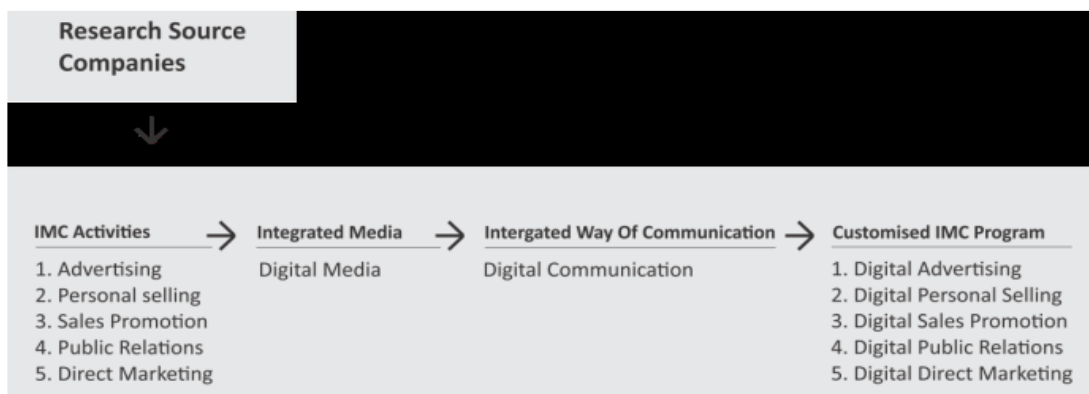 Research Source
Companies
IMC Activities
1. Advertising
2. Personal selling
3. Sales Promotion
4. Public Relations
5. Direct Marketing
Integrated Media
Digital Media
Intergated Way Of Communication
Digital Communication
Customised IMC Program
1. Digital Advertising
2. Digital Personal Selling
3. Digital Sales Promotion
4. Digital Public Relations
5. Digital Direct Marketing